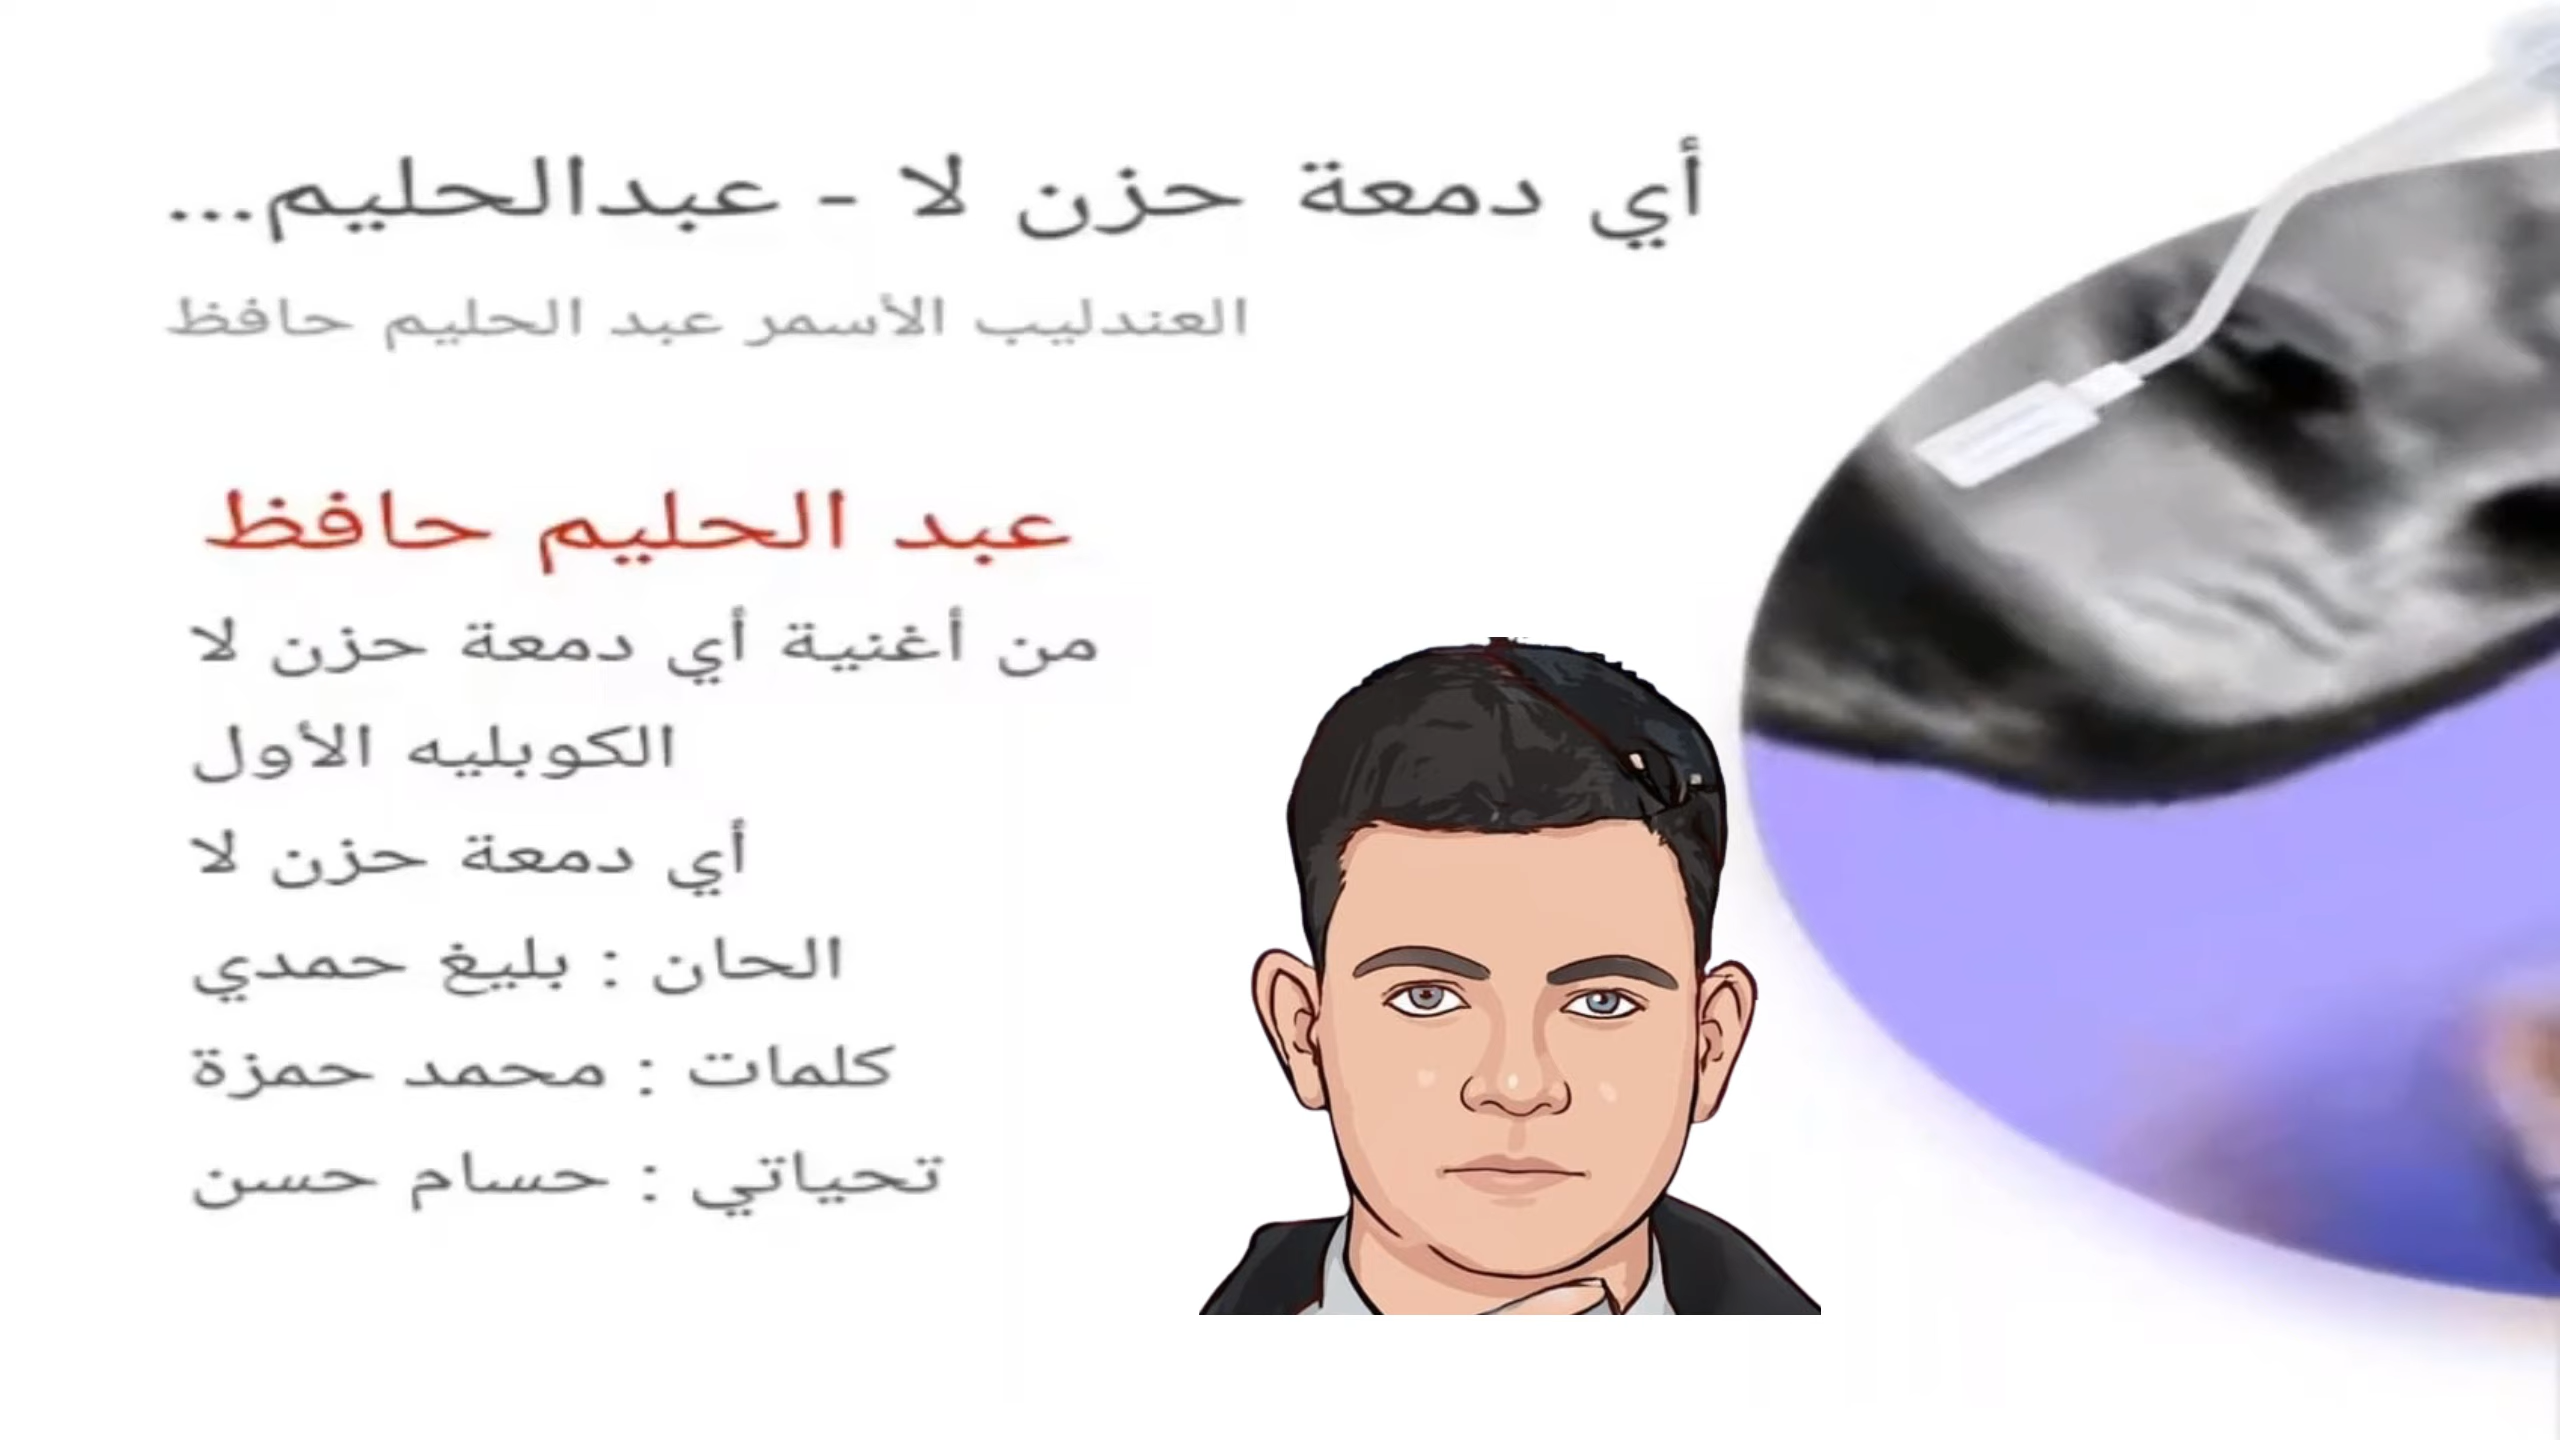 أي دمعة حزن لا - عبدالحليم...
العندليب الأسمر عبد الحليم حافظ
عبد الحليم حافظ
من أغنية أي دمعة حزن لا
الكوبليه الأول
أي دمعة حزن لا
الحان : بليغ حمدي
كلمات : محمد حمزة
تحياتي : حسام حسن